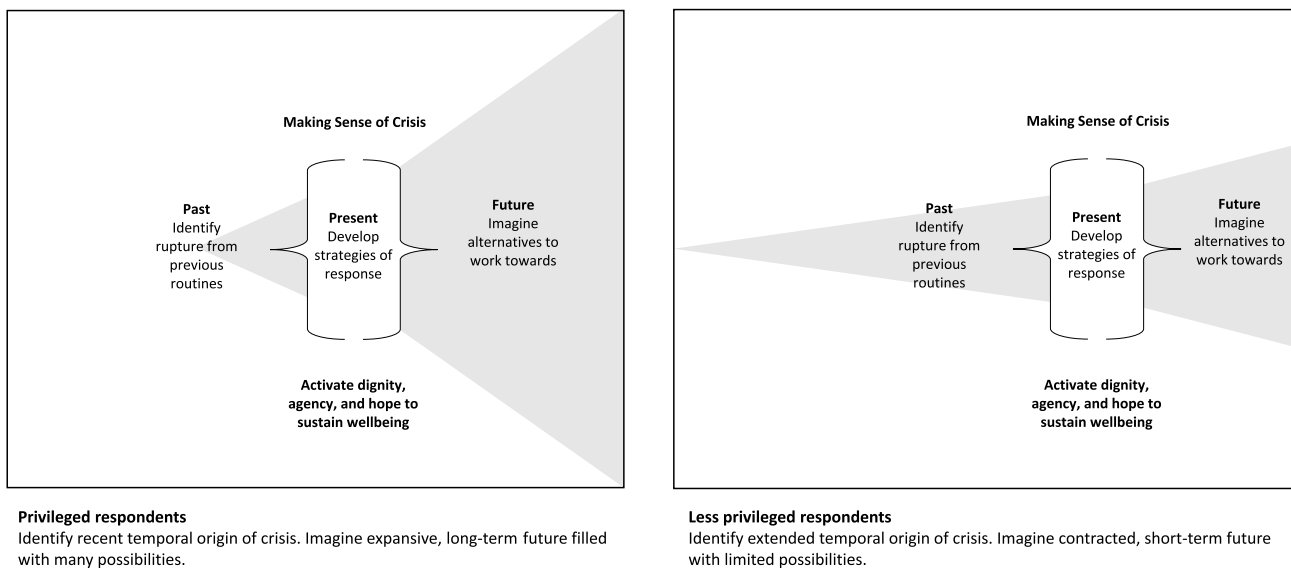 Making Sense of Crisis
Past
Identify
rupture from
previous
routines
Present
Develop
strategies of
response
Future
Imagine
alternatives to
work towards
Activate dignity,
agency, and hope to
sustain wellbeing
Privileged respondents
Identify recent temporal origin of crisis. Imagine expansive, long-term future filled
with many possibilities.
Making Sense of Crisis
Past
Identify
rupture from
previous
routines
Present
Develop
strategies of
response
Future
Imagine
alternatives to
work towards
Activate dignity,
agency, and hope to
sustain wellbeing
Less privileged respondents
Identify extended temporal origin of crisis. Imagine contracted, short-term future
with limited possibilities.